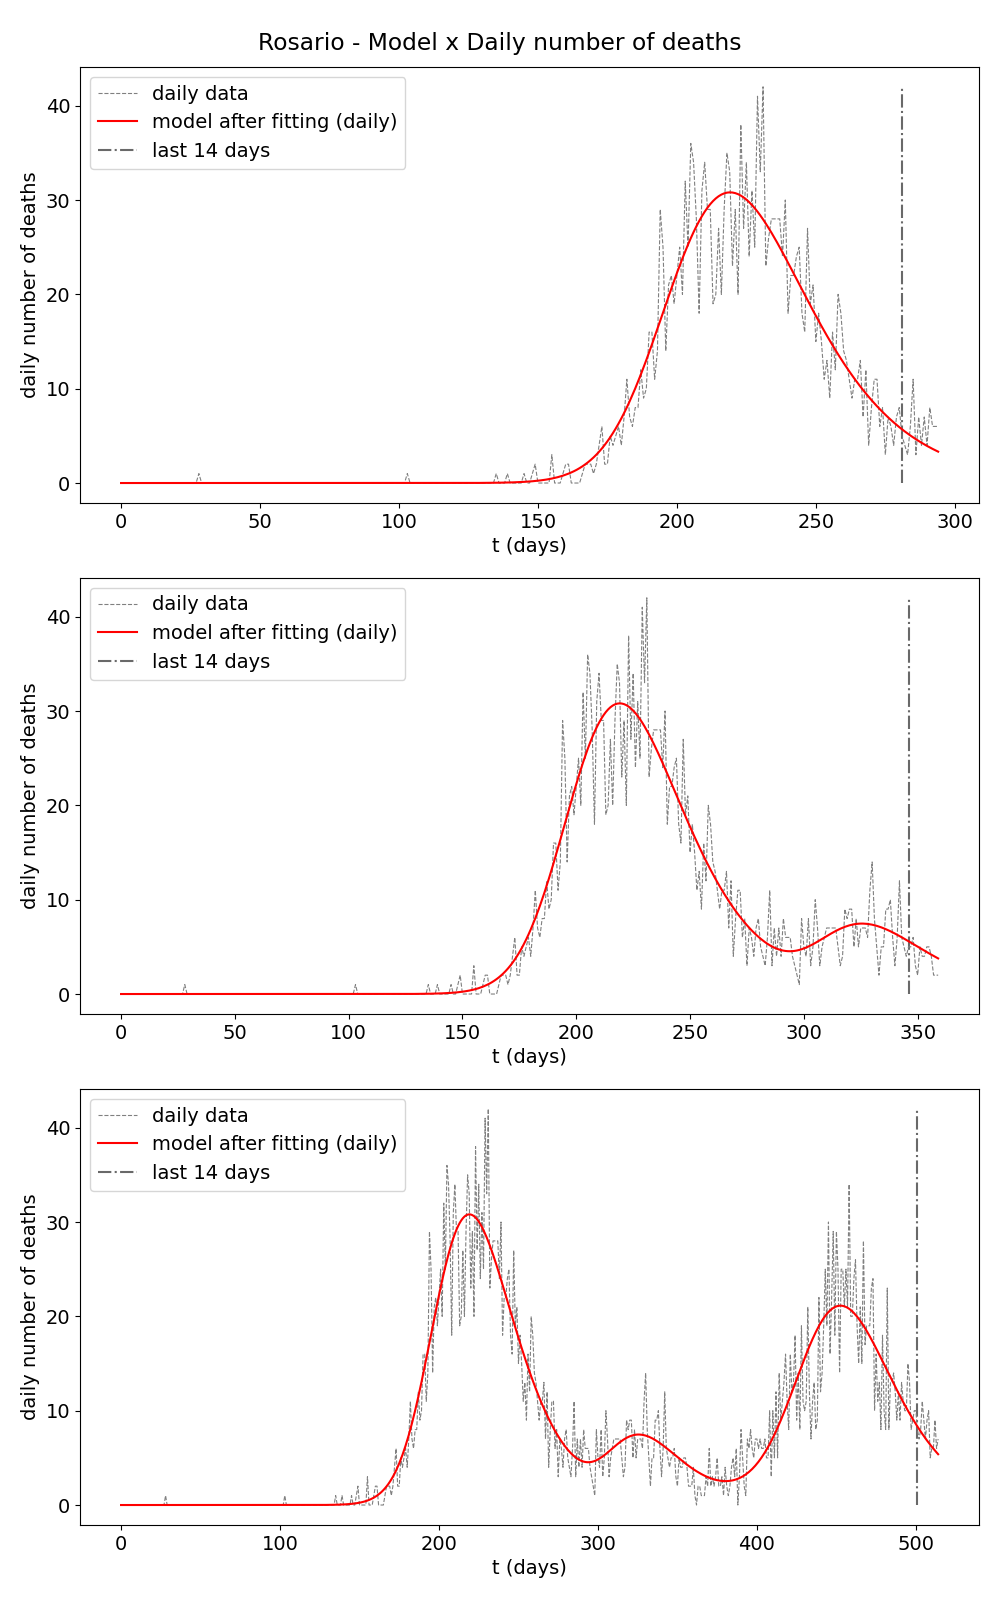 Rosario - Model x Daily number of deaths
daily data
model after fitting (daily)
last 14 days
daily number of deaths
40
30
20
10
0
0 50 100 150 200 250 300
t (days)
daily data
model after fitting (daily)
last 14 days
daily number of deaths
40
30
20
10
0
0 50 100 150 200 250 300 350
t (days)
daily data
model after fitting (daily)
last 14 days
daily number of deaths
40
30
20
10
0
0 100 200 300 400 500
t (days)